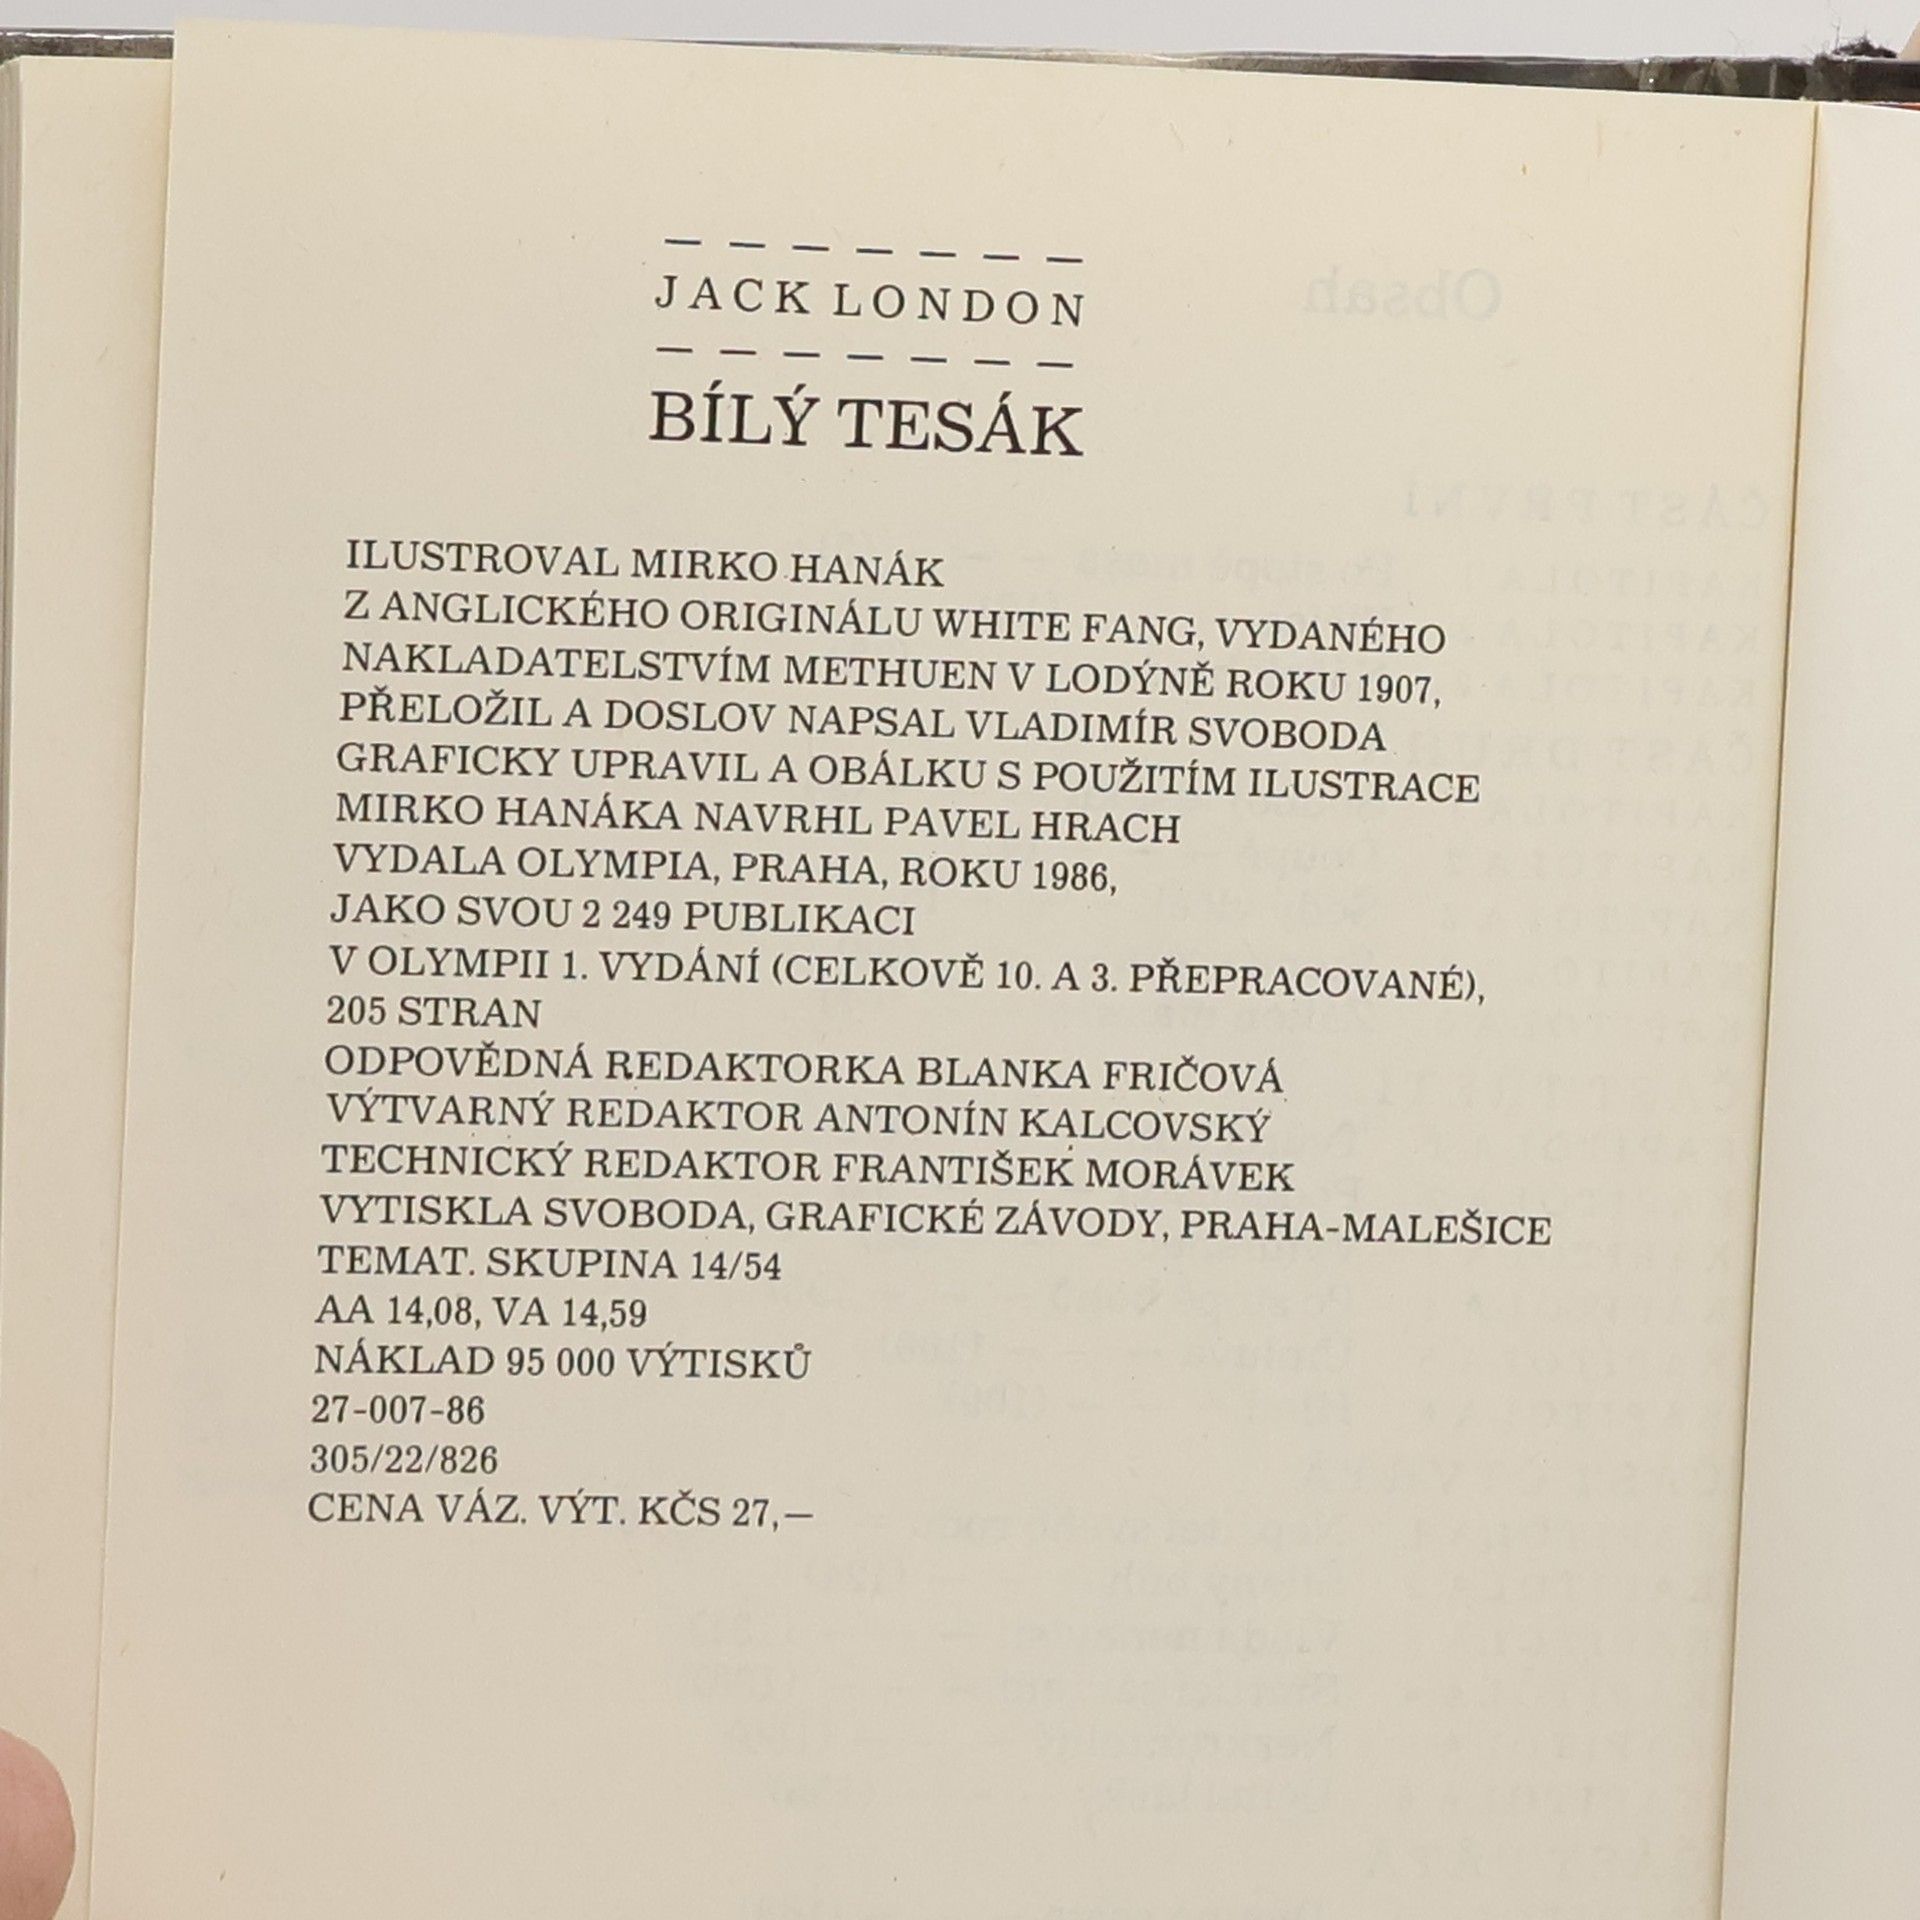 JACK LONDON
BÍLÝ TESÁK
ILUSTROVAL MIRKO HANÁK
Z ANGLICKÉHO ORIGINÁLU WHITE FANG, VYDANÉHO
NAKLADATELSTVÍM METHUEN V LODÝNĚ ROKU 1907,
PŘELOŽIL A DOSLOV NAPSAL VLADIMÍR SVOBODA
GRAFICKY UPRAVIL A OBÁLKU S POUŽITÍM ILUSTRACE
MIRKO HANÁKA NAVRHL PAVEL HRACH
VYDALA OLYMPIA, PRAHA, ROKU 1986,
JAKO SVOU 2 249 PUBLIKACI
V OLYMPII 1. VYDÁNÍ (CELKOVĚ 10. A 3. PŘEPRACOVANÉ),
205 STRAN
ODPOVĚDNÁ REDAKTORKA BLANKA FRIČOVÁ
VÝTVARNÝ REDAKTOR ANTONÍN KALCOVSKÝ
TECHNICKÝ REDAKTOR FRANTIŠEK MORÁVEK
VYTISKLA SVOBODA, GRAFICKÉ ZÁVODY, PRAHA-MALEŠICE
TEMAT. SKUPINA 14/54
AA 14,08, VA 14,59
NÁKLAD 95 000 VÝTISKŮ
27-007-86
305/22/826
CENA VÁZ. VÝT. KČS 27,—